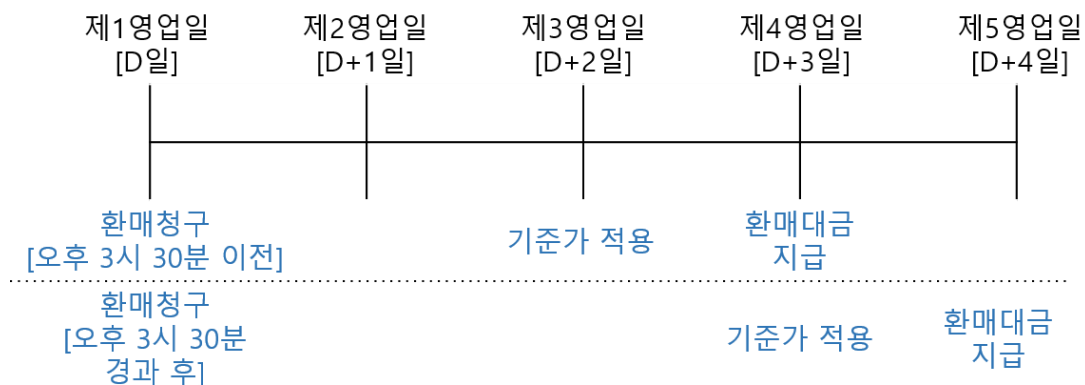 제1영업일 제2영업일 제3영업일 제4영업일 제5영업일
[D일] [D+1일] [D+2일] [D+3일] [D+4일]
환매청구
[오후 3시 30분 이전]
기준가 적용
환매대금
지급
환매청구
[오후 3시 30분
경과 후]
기준가 적용
환매대금
지급